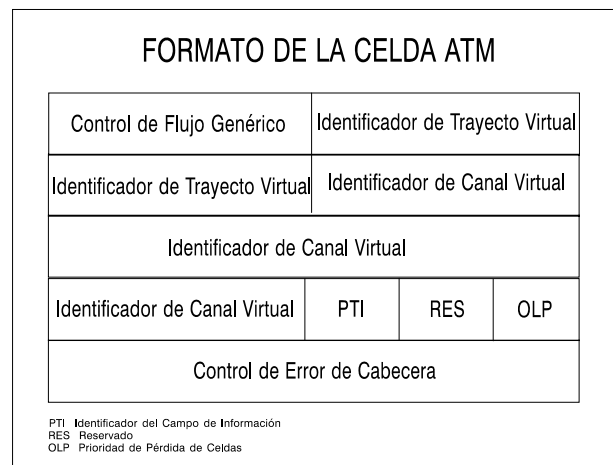 FORMATO DE LA CELDA ATM
Control de Flujo Genérico Identificador de Trayecto Virtual
Identificador de Trayecto Virtual Identificador de Canal Virtual
Identificador de Canal Virtual
Identificador de Canal Virtual PTI RES OLP
Control de Error de Cabecera
PTI Identificador del Campo de Información
RES Reservado
OLP Prioridad de Pérdida de Celdas